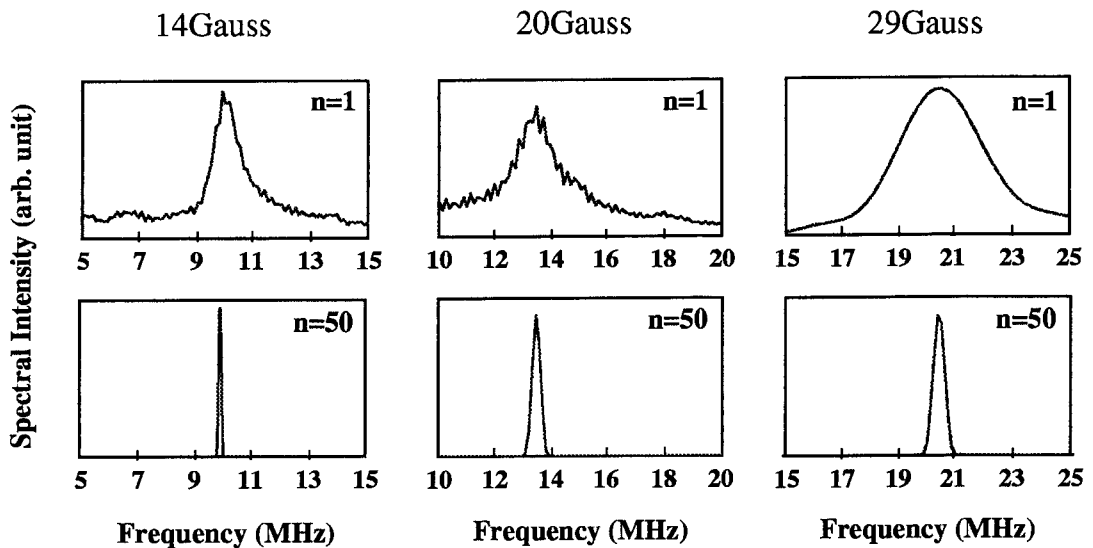 14Gauss 20Gauss 29Gauss
Spectral Intensity (arb. unit)
n=1 n=1 n=1
5 7 9 11 13 15 10 12 14 16 18 20 15 17 19 21 23 25
n=50 n=50 n=50
5 7 9 11 13 15 10 12 14 16 18 20 15 17 19 21 23 25
Frequency (MHz) Frequency (MHz) Frequency (MHz)